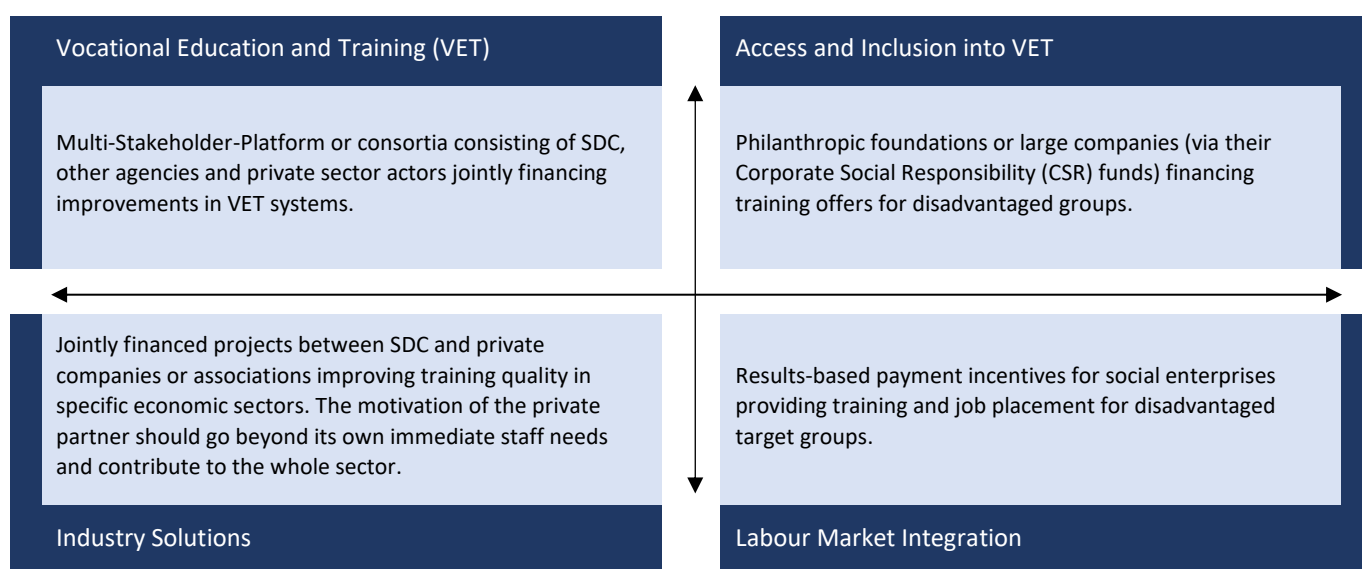 Vocational Education and Training (VET)
Multi-Stakeholder-Platform or consortia consisting of SDC,
other agencies and private sector actors jointly financing
improvements in VET systems.
Access and Inclusion into VET
Philanthropic foundations or large companies (via their
Corporate Social Responsibility (CSR) funds) financing
training offers for disadvantaged groups.
Jointly financed projects between SDC and private
companies or associations improving training quality in
specific economic sectors. The motivation of the private
partner should go beyond its own immediate staff needs
and contribute to the whole sector.
Industry Solutions
Results-based payment incentives for social enterprises
providing training and job placement for disadvantaged
target groups.
Labour Market Integration